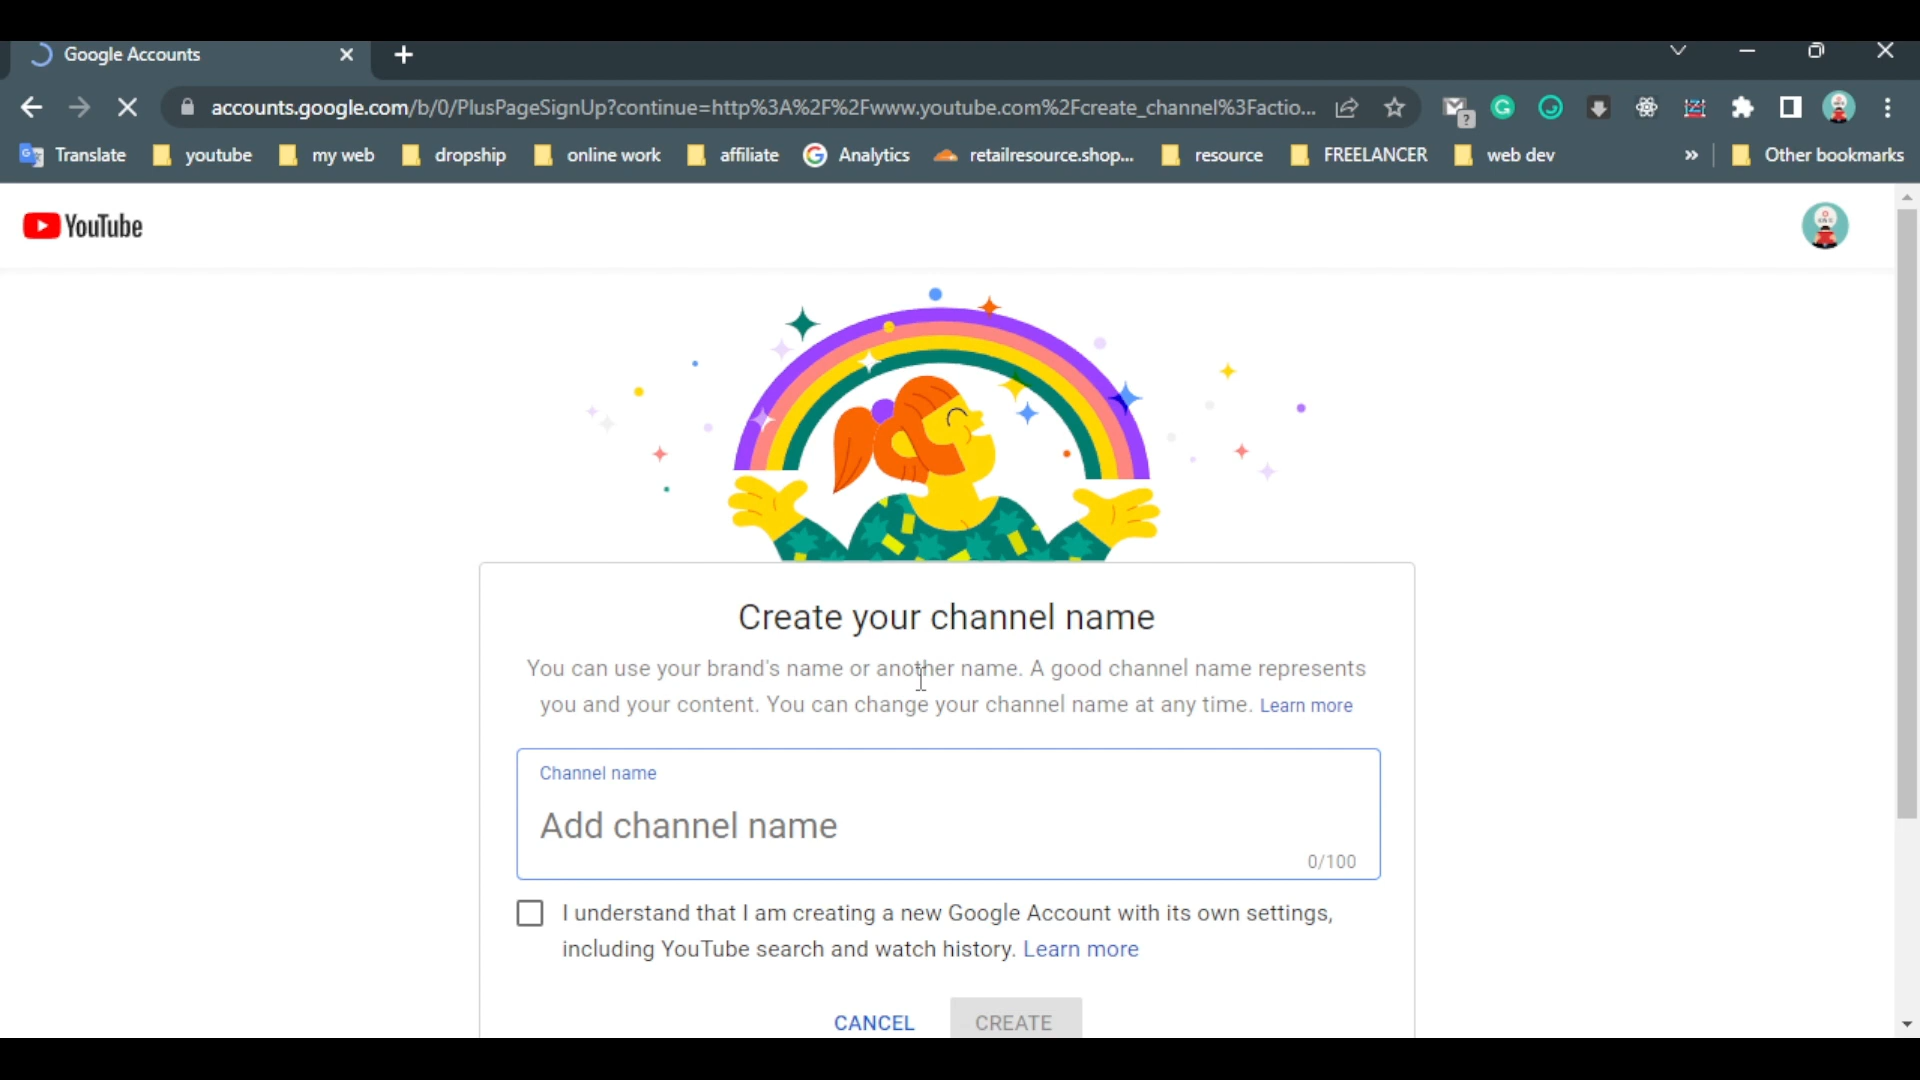 Google Accounts
accounts.google.com/b/0/PlusPageSignUp?continue=http%3A%2F%2Fwww.youtube.com%2Fcreate_channel%3Factio...
Translate youtube my web dropship online work affiliate Analytics retailresource.shop... resource FREELANCER web dev » Other bookmarks
YouTube
Create your channel name
You can use your brand's name or another name. A good channel name represents
you and your content. You can change your channel name at any time. Learn more
Channel name
Add channel name
0/100
I understand that I am creating a new Google Account with its own settings,
including YouTube search and watch history. Learn more
CANCEL CREATE